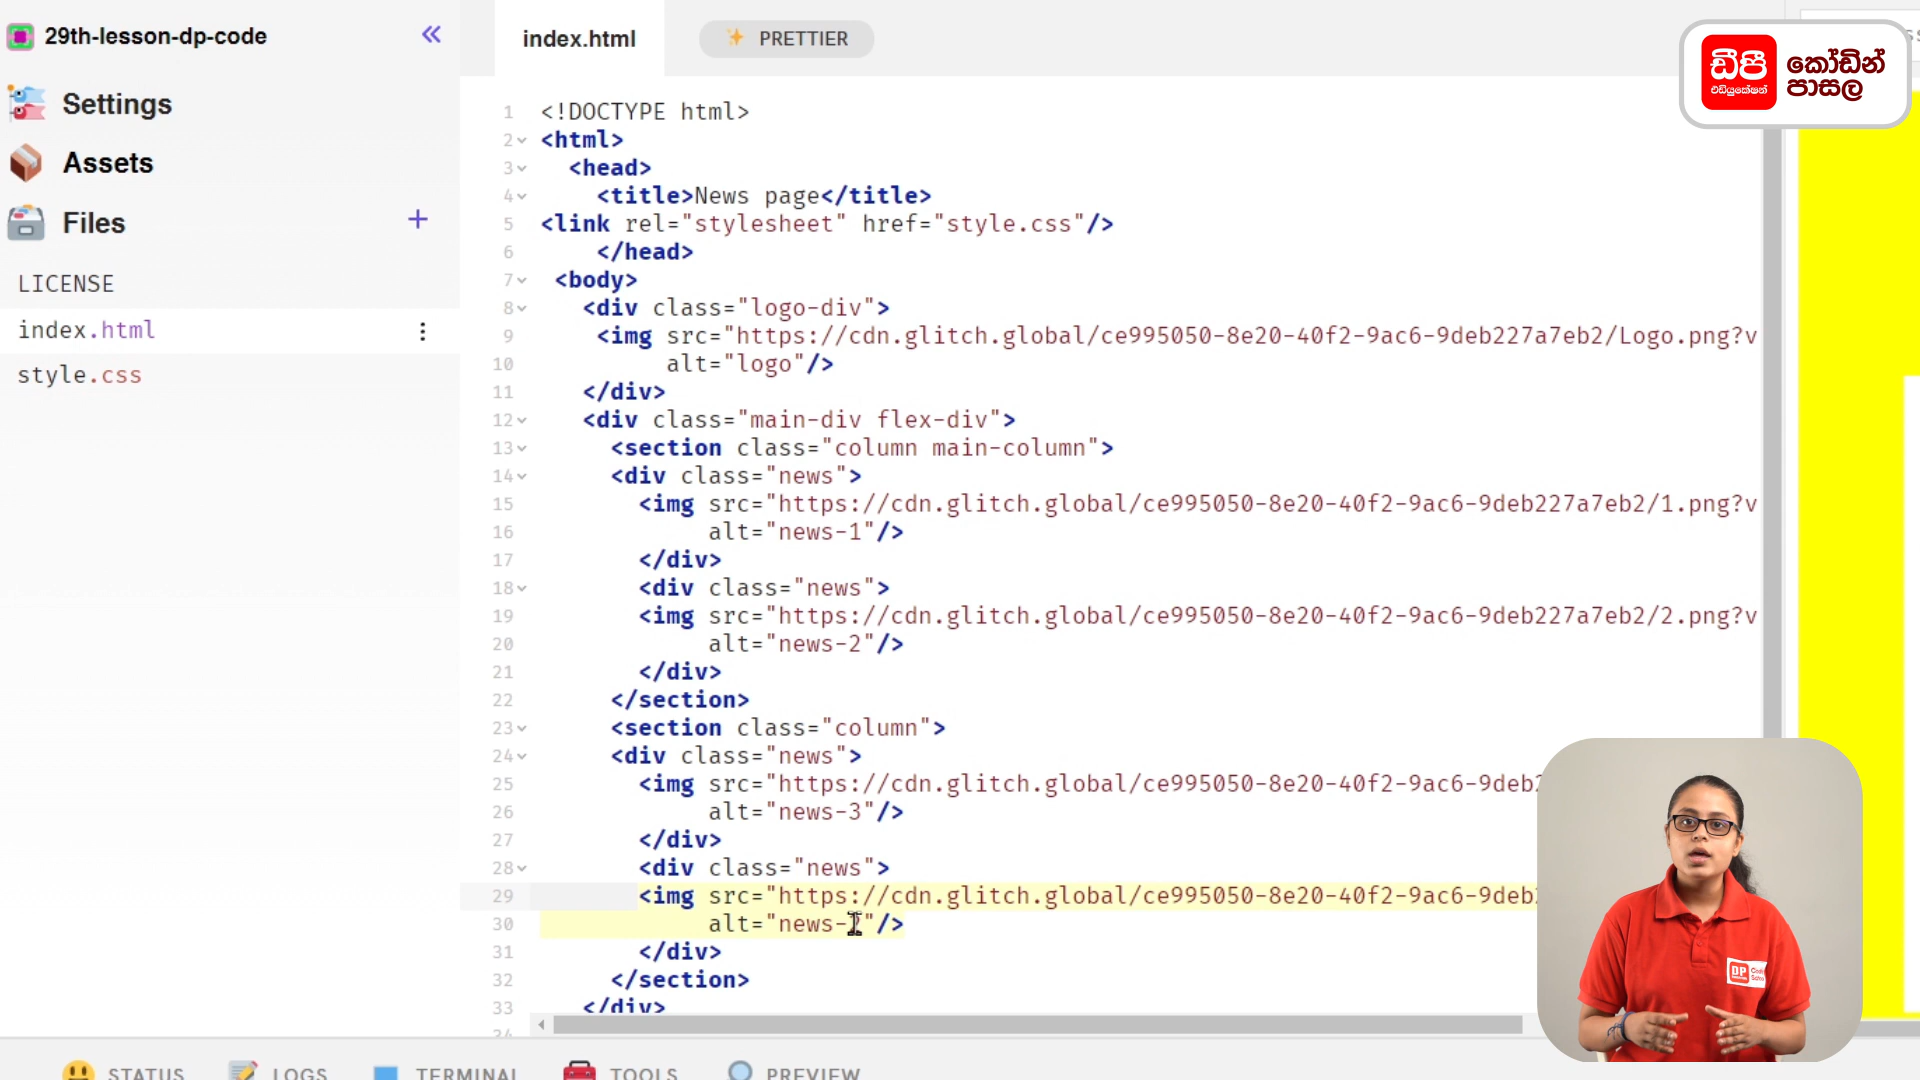 29th-lesson-dp-code
Settings
Assets
Files
LICENSE
index.html
style.css
index.html
PRETTIER
ඩීපී
එඩියුකේෂන්
කෝඩින්
පාසල
1 <!DOCTYPE html>
2 <html>
3 <head>
4 <title>News page</title>
5 <link rel="stylesheet" href="style.css"/>
6 </head>
7 <body>
8 <div class="logo-div">
9 <img src="https://cdn.glitch.global/ce995050-8e20-40f2-9ac6-9deb227a7eb2/Logo.png?v
10 alt="logo"/>
11 </div>
12 <div class="main-div flex-div">
13 <section class="column main-column">
14 <div class="news">
15 <img src="https://cdn.glitch.global/ce995050-8e20-40f2-9ac6-9deb227a7eb2/1.png?v
16 alt="news-1"/>
17 </div>
18 <div class="news">
19 <img src="https://cdn.glitch.global/ce995050-8e20-40f2-9ac6-9deb227a7eb2/2.png?v
20 alt="news-2"/>
21 </div>
22 </section>
23 <section class="column">
24 <div class="news">
25 <img src="https://cdn.glitch.global/ce995050-8e20-40f2-9ac6-9deb2
26 alt="news-3"/>
27 </div>
28 <div class="news">
29 <img src="https://cdn.glitch.global/ce995050-8e20-40f2-9ac6-9deb
30 alt="news-"/>
31 </div>
32 </section>
33 </div>
DP
STATUS
LOGS
TERMINAL
TOOLS
PREVIEW